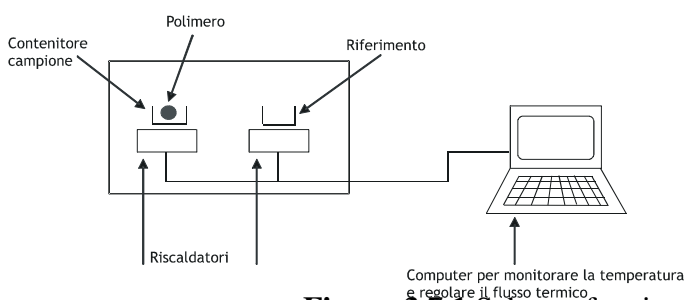 Polimero
Contenitore
campione
Riferimento
Riscaldatori
Computer per monitorare la temperatura
e regolare il flusso termico